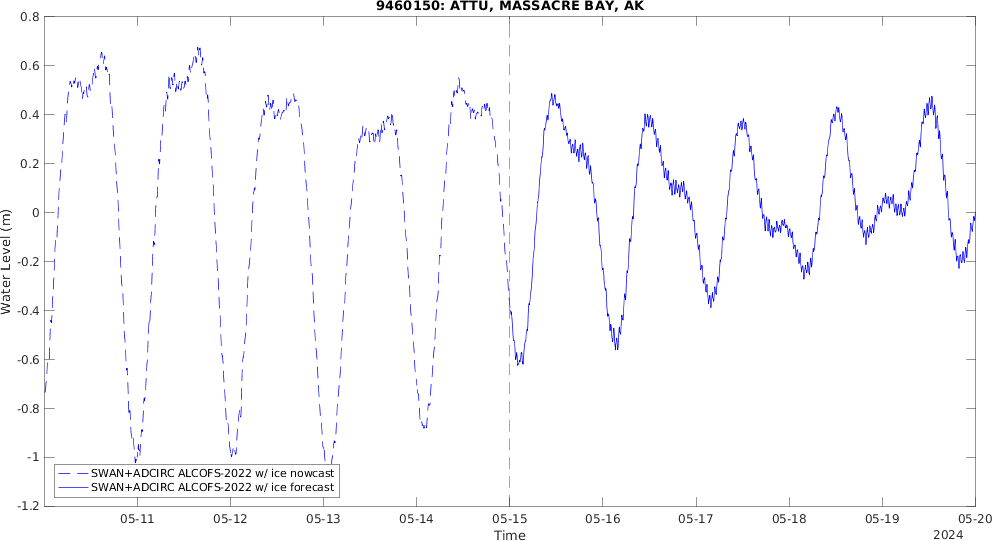 9460150: ATTU, MASSACRE BAY, AK
0.8
0.6
0.4
0.2
0
-0.2
-0.4
-0.6
-0.8
-1
-1.2
Water Level (m)
SWAN+ADCIRC ALCOFS-2022 w/ ice nowcast
SWAN+ADCIRC ALCOFS-2022 w/ ice forecast
05-11 05-12 05-13 05-14 05-15 05-16 05-17 05-18 05-19 05-20
Time
2024